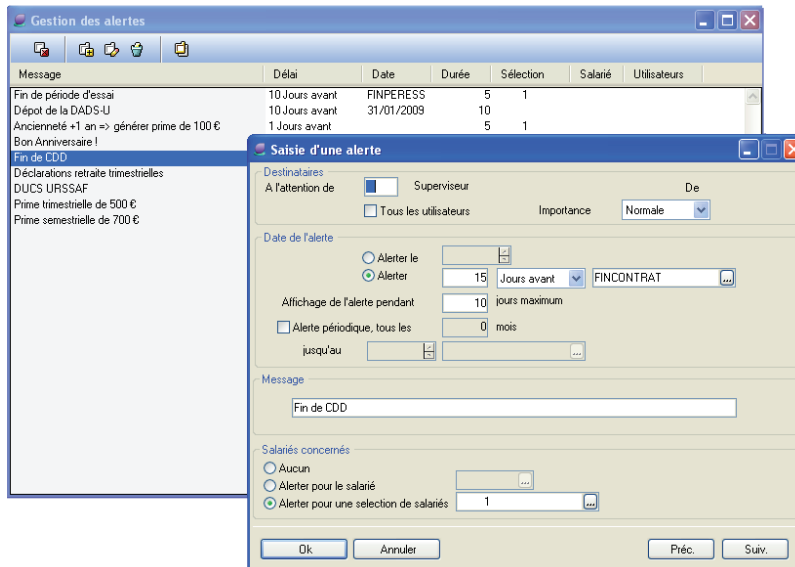 Gestion des alertes
Message Délai Date Durée Sélection Salarié Utilisateurs
Fin de période d'essai 10 Jours avant FINPERESS 5 1
Dépot de la DADS-U 10 Jours avant 31/01/2009 10
Ancienneté +1 an => générer prime de 100 € 1 Jours avant 5 1
Bon Anniversaire !
Fin de CDD
Déclarations retraite trimestrielles
DUCS URSSAF
Prime trimestrielle de 500 €
Prime semestrielle de 700 €
Saisie d'une alerte
Destinataires
A l'attention de Superviseur De
Tous les utilisateurs Importance Normale
Date de l'alerte
Alerter le
Alerter 15 Jours avant FINCONTRAT ...
Affichage de l'alerte pendant 10 jours maximum
Alerte périodique, tous les 0 mois
jusqu'au ...
Message
Fin de CDD
Salariés concernés
Aucun
Alerter pour le salarié ...
Alerter pour une selection de salariés 1 ...
Ok Annuler Préc. Suiv.